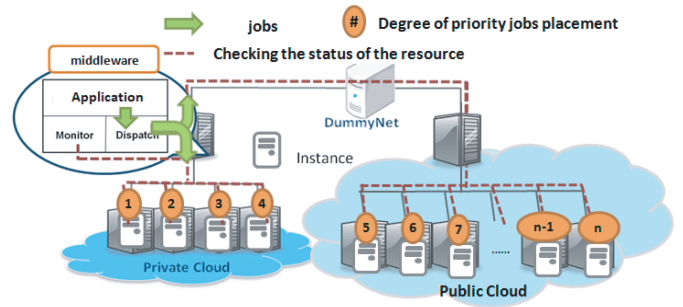 jobs
# Degree of priority jobs placement
Checking the status of the resource
middleware
Application
Monitor Dispatch
DummyNet
Instance
1 2 3 4
5 6 7 ...... n-1 n
Private Cloud
Public Cloud